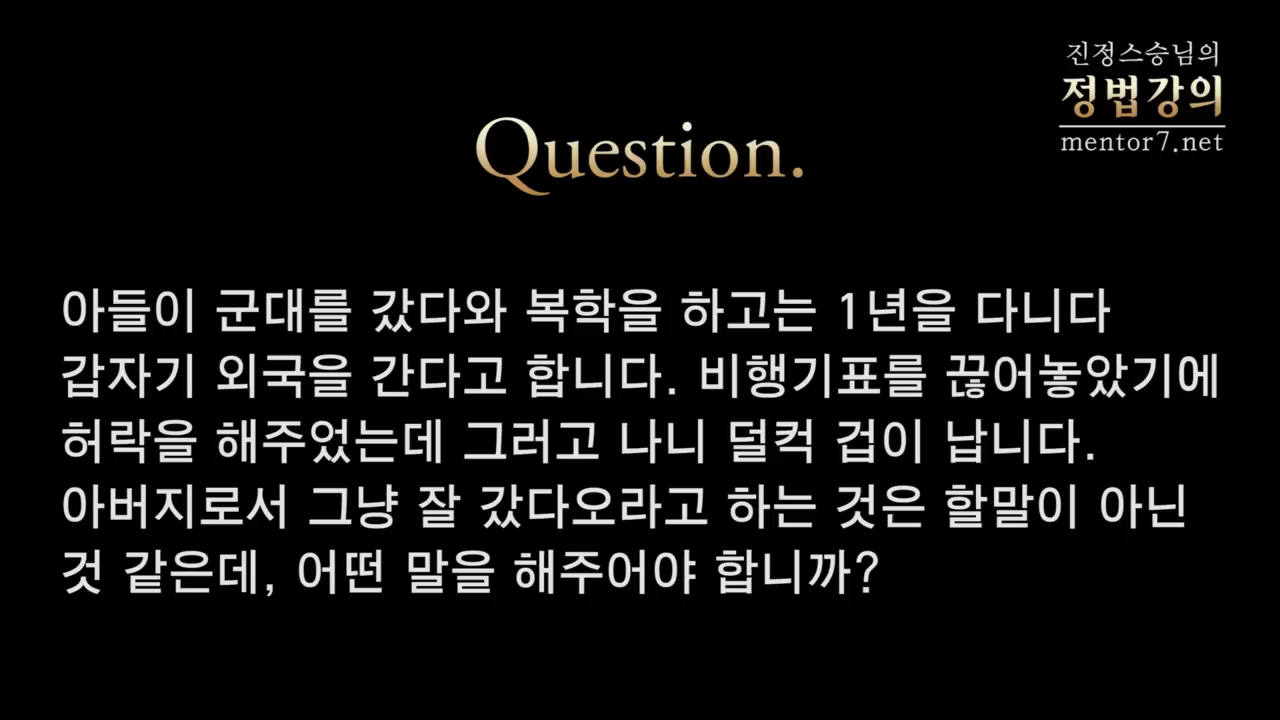 진정스승님의
정법강의
mentor7.net
Question.
아들이 군대를 갔다와 복학을 하고는 1년을 다니다
갑자기 외국을 간다고 합니다. 비행기표를 끊어놓았기에
허락을 해주었는데 그러고 나니 덜컥 겁이 납니다.
아버지로서 그냥 잘 갔다오라고 하는 것은 할말이 아닌
것 같은데, 어떤 말을 해주어야 합니까?